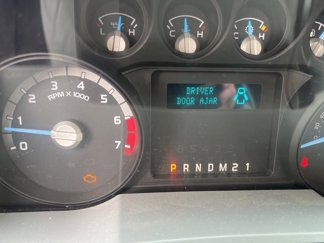 L H
C H
C H
DRIVER
DOOR AJAR
0 1 2 3 4 5 6 7
RPM X 1000
P R N D M 2 1